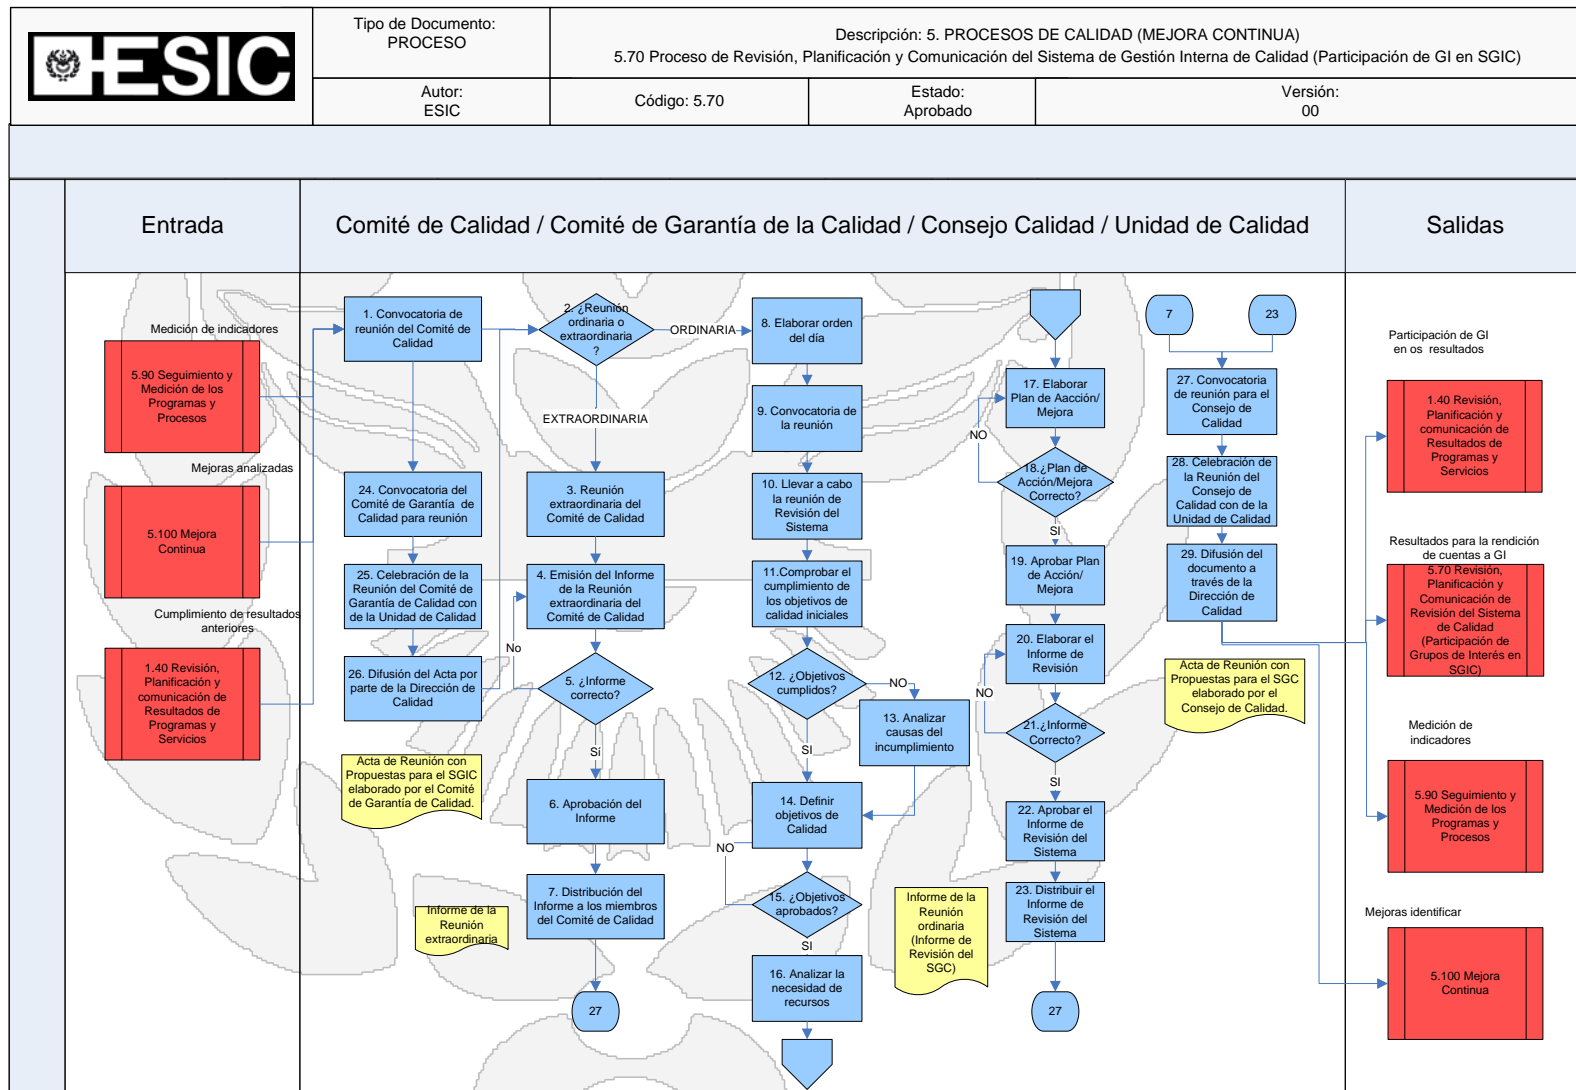 ESIC
Tipo de Documento:
PROCESO
Descripción: 5. PROCESOS DE CALIDAD (MEJORA CONTINUA)
5.70 Proceso de Revisión, Planificación y Comunicación del Sistema de Gestión Interna de Calidad (Participación de GI en SGIC)
Autor:
ESIC
Código: 5.70
Estado:
Aprobado
Versión:
00
Entrada
Comité de Calidad / Comité de Garantía de la Calidad / Consejo Calidad / Unidad de Calidad
Salidas
Medición de indicadores
5.90 Seguimiento y
Medición de los
Programas y
Procesos
Mejoras analizadas
5.100 Mejora
Continua
Cumplimiento de resultados
anteriores
1.40 Revisión,
Planificación y
comunicación de
Resultados de
Programas y
Servicios
1. Convocatoria de
reunión del Comité de
Calidad
24. Convocatoria del
Comité de Garantía de
Calidad para reunión
25. Celebración de la
Reunión del Comité de
Garantía de Calidad con
de la Unidad de Calidad
26. Difusión del Acta por
parte de la Dirección de
Calidad
Acta de Reunión con
Propuestas para el SGIC
elaborado por el Comité
de Garantía de Calidad.
2. ¿Reunión
ordinaria o
extraordinaria
?
ORDINARIA
EXTRAORDINARIA
3. Reunión
extraordinaria del
Comité de Calidad
4. Emisión del Informe
de la Reunión
extraordinaria del
Comité de Calidad
No
5. ¿Informe
correcto?
Sí
6. Aprobación del
Informe
7. Distribución del
Informe a los miembros
del Comité de Calidad
Informe de la
Reunión
extraordinaria
27
8. Elaborar orden
del día
9. Convocatoria de
la reunión
10. Llevar a cabo
la reunión de
Revisión del
Sistema
11.Comprobar el
cumplimiento de
los objetivos de
calidad iniciales
12. ¿Objetivos
cumplidos?
NO
13. Analizar
causas del
incumplimiento
SI
14. Definir
objetivos de
Calidad
NO
15. ¿Objetivos
aprobados?
SI
16. Analizar la
necesidad de
recursos
17. Elaborar
Plan de Aacción/
Mejora
NO
18.¿Plan de
Acción/Mejora
Correcto?
SI
19. Aprobar Plan
de Acción/
Mejora
20. Elaborar el
Informe de
Revisión
NO
21.¿Informe
Correcto?
SI
22. Aprobar el
Informe de
Revisión del
Sistema
23. Distribuir el
Informe de
Revisión del
Sistema
Informe de la
Reunión
ordinaria
(Informe de
Revisión del
SGC)
27
7
23
27. Convocatoria
de reunión para el
Consejo de
Calidad
28. Celebración de
la Reunión del
Consejo de
Calidad con de la
Unidad de Calidad
29. Difusión del
documento a
través de la
Dirección de
Calidad
Acta de Reunión con
Propuestas para el SGC
elaborado por el
Consejo de Calidad.
Participación de GI
en os resultados
1.40 Revisión,
Planificación y
comunicación de
Resultados de
Programas y
Servicios
Resultados para la rendición
de cuentas a GI
5.70 Revisión,
Planificación y
Comunicación de
Revisión del Sistema
de Calidad
(Participación de
Grupos de Interés en
SGIC)
Medición de
indicadores
5.90 Seguimiento y
Medición de los
Programas y
Procesos
Mejoras identificar
5.100 Mejora
Continua